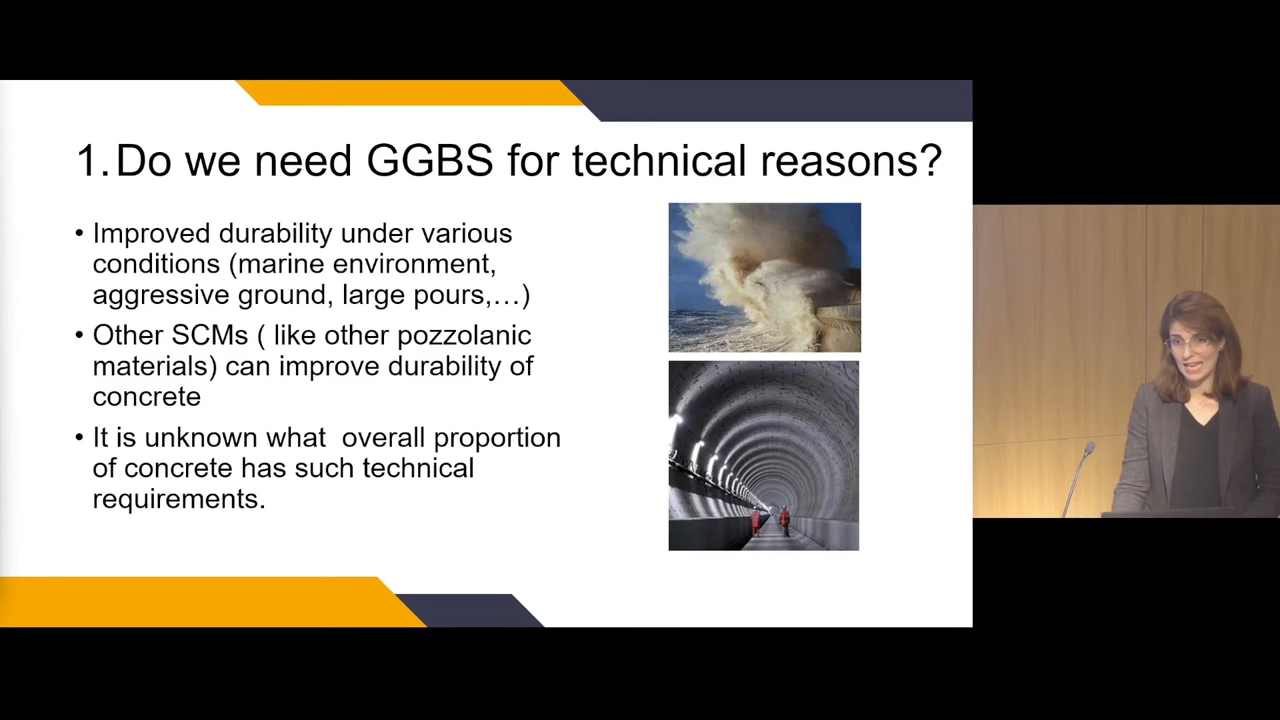 1. Do we need GGBS for technical reasons?
• Improved durability under various
conditions (marine environment,
aggressive ground, large pours,…)
• Other SCMs ( like other pozzolanic
materials) can improve durability of
concrete
• It is unknown what  overall proportion
of concrete has such technical
requirements.